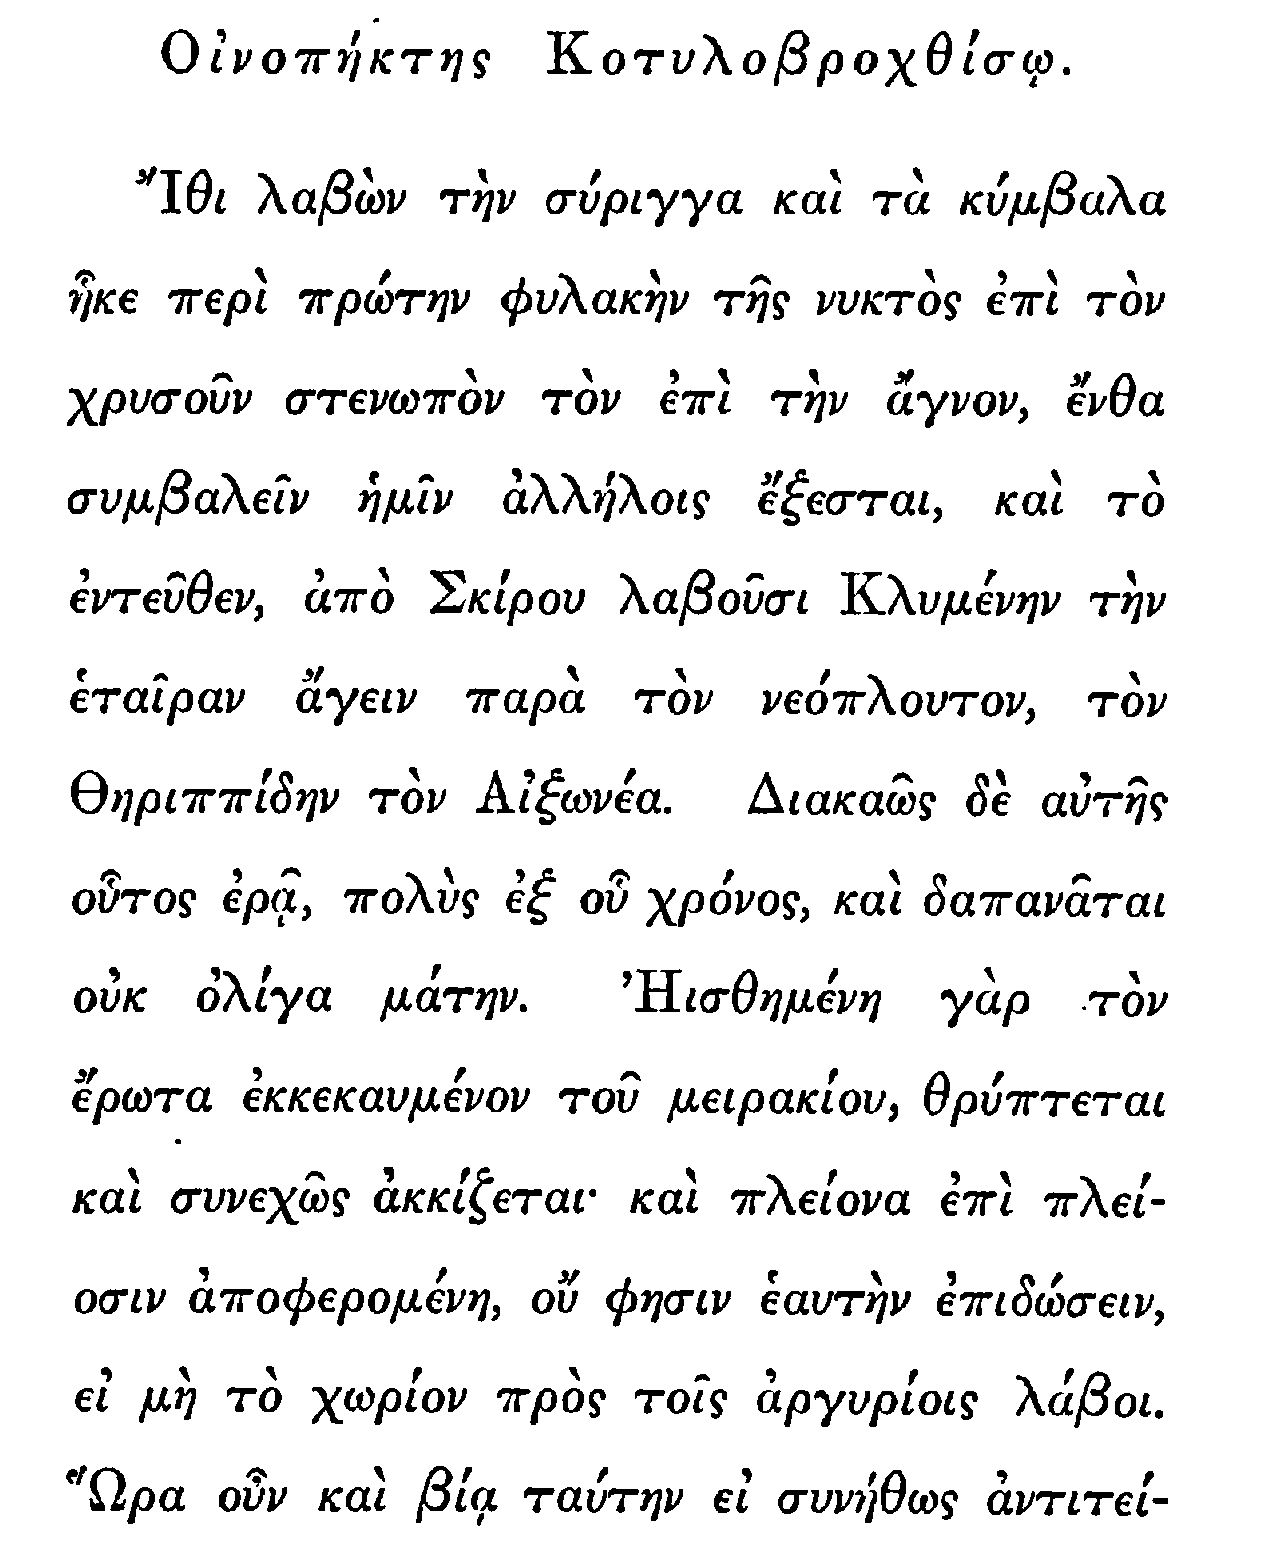 Οἰνοπήκτης Κοτυλοβροχθίσῳ.
Ἴθι λαβὼν τὴν σύριγγα καὶ τὰ κύμβαλα
ἧκε περὶ πρώτην φυλακὴν τῆς νυκτὸς ἐπὶ τὸν
χρυσοῦν στενωπὸν τὸν ἐπὶ τὴν ἄγνον, ἔνθα
συμβαλεῖν ἡμῖν ἀλλήλοις ἔξεσται, καὶ τὸ
ἐντεῦθεν, ἀπὸ Σκίρου λαβοῦσι Κλυμένην τὴν
ἑταῖραν ἄγειν παρὰ τὸν νεόπλουτον, τὸν
Θηριππίδην τὸν Αἰξωνέα. Διακαῶς δὲ αὐτῆς
οὗτος ἐρᾷ, πολὺς ἐξ οὗ χρόνος, καὶ δαπανᾶται
οὐκ ὀλίγα μάτην. Ἠισθημένη γὰρ τὸν
ἔρωτα ἐκκεκαυμένον τοῦ μειρακίου, θρύπτεται
καὶ συνεχῶς ἀκκίζεται· καὶ πλείονα ἐπὶ πλεί-
οσιν ἀποφερομένη, οὔ φησιν ἑαυτὴν ἐπιδώσειν,
εἰ μὴ τὸ χωρίον πρὸς τοῖς ἀργυρίοις λάβοι.
Ὥρα οὖν καὶ βίᾳ ταύτην εἰ συνήθως ἀντιτεί-